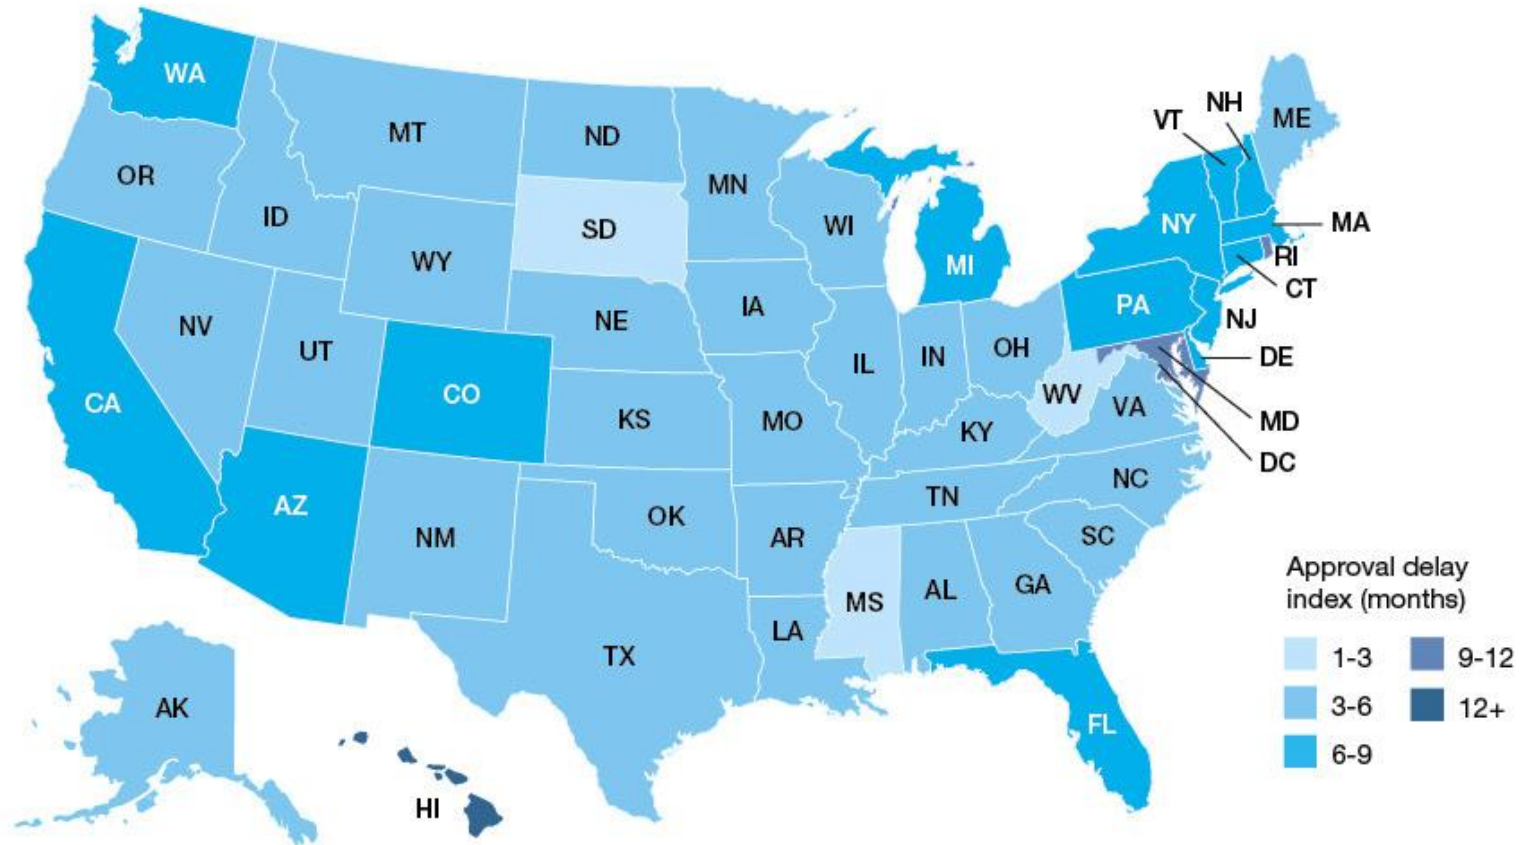 WA
MT
ND
MN
OR
ID
SD
WI
WY
MI
VT
NH
ME
NY
MA
RI
CT
PA
NJ
DE
NV
UT
NE
IA
IL
IN
OH
WV
VA
MD
DC
CA
CO
KS
MO
KY
AZ
NM
OK
AR
TN
NC
SC
MS
AL
GA
LA
TX
FL
AK
HI
Approval delay
index (months)
1-3
9-12
3-6
12+
6-9